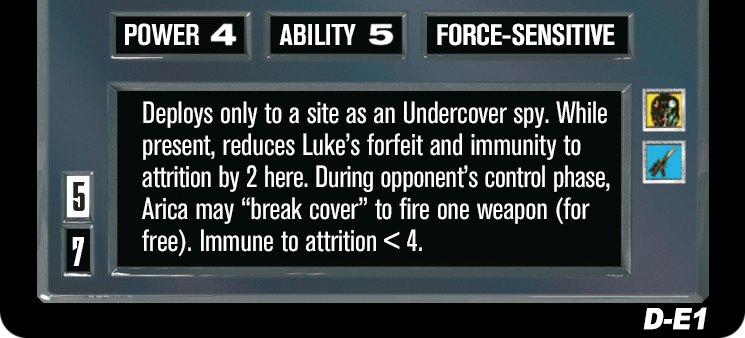 POWER 4 ABILITY 5 FORCE-SENSITIVE
Deploys only to a site as an Undercover spy. While
present, reduces Luke’s forfeit and immunity to
attrition by 2 here. During opponent’s control phase,
Arica may “break cover” to fire one weapon (for
free). Immune to attrition < 4.
5
7
D-E1